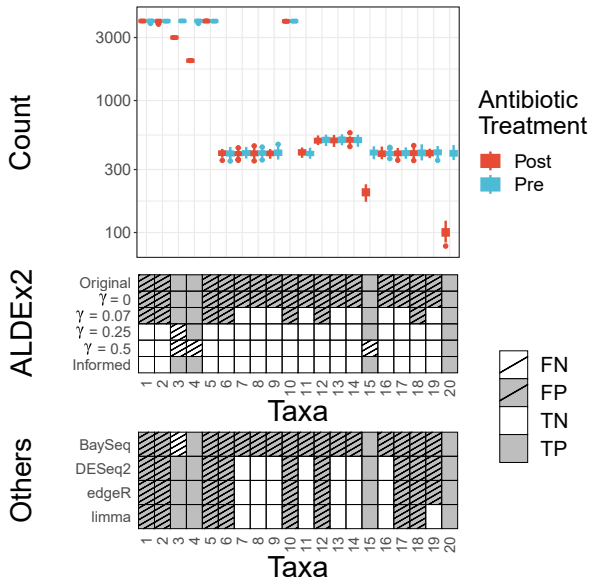 3000
1000
300
100
Count
Antibiotic
Treatment
Post
Pre
ALDEx2
Original
γ = 0
γ = 0.07
γ = 0.25
γ = 0.5
Informed
1 2 3 4 5 6 7 8 9 10 11 12 13 14 15 16 17 18 19 20
Taxa
FN
FP
TN
TP
Others
BaySeq
DESeq2
edgeR
limma
1 2 3 4 5 6 7 8 9 10 11 12 13 14 15 16 17 18 19 20
Taxa